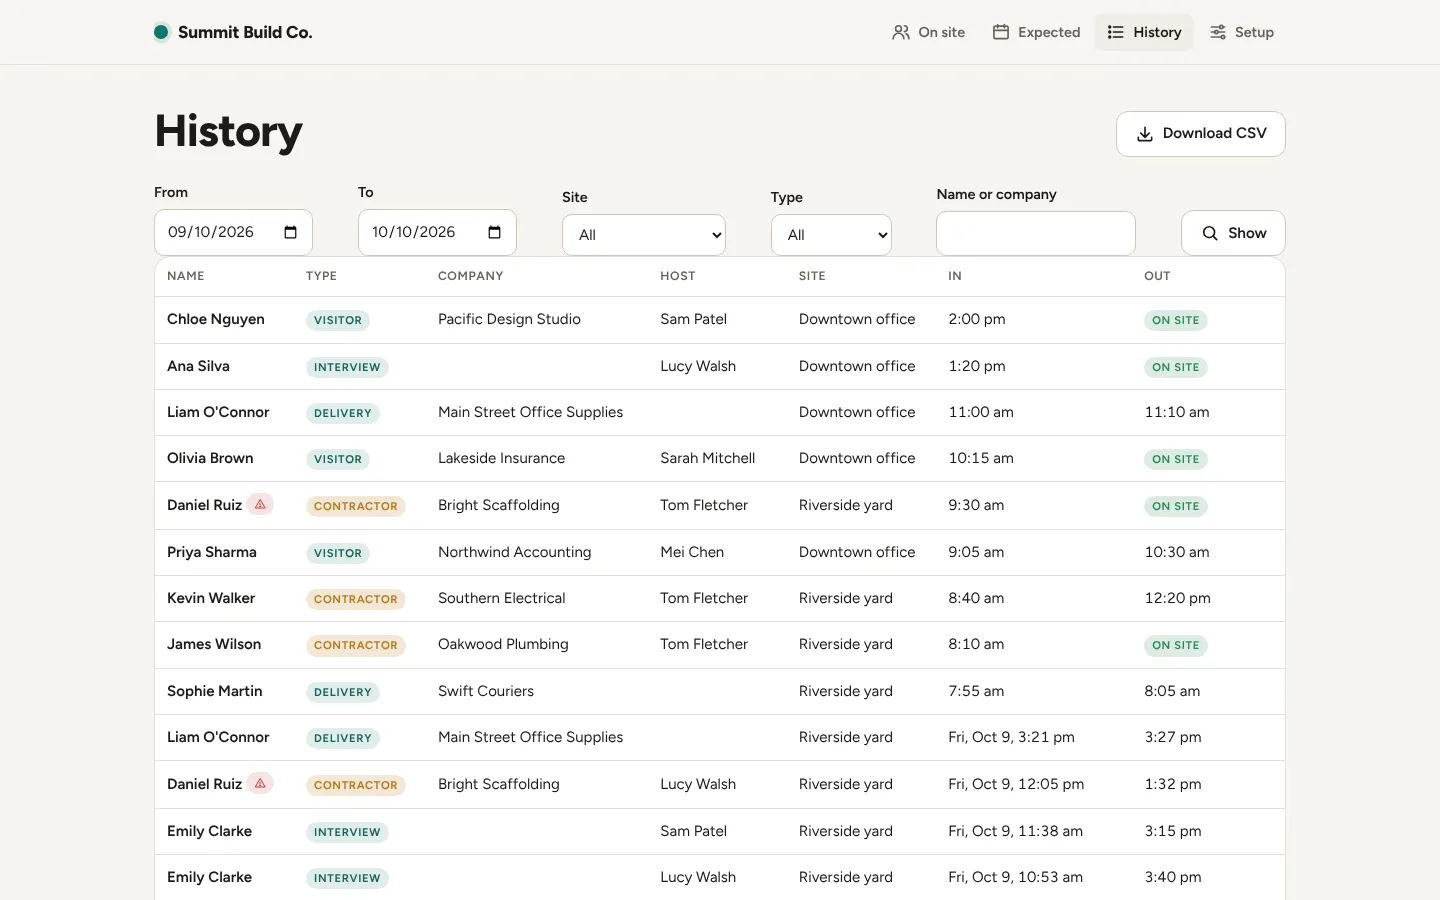 Summit Build Co.
On site
Expected
History
Setup
History
Download CSV
From
To
Site
Type
Name or company
09/10/2026
10/10/2026
All
All
Show
NAME TYPE COMPANY HOST SITE IN OUT
Chloe Nguyen VISITOR Pacific Design Studio Sam Patel Downtown office 2:00 pm ON SITE
Ana Silva INTERVIEW Lucy Walsh Downtown office 1:20 pm ON SITE
Liam O'Connor DELIVERY Main Street Office Supplies Downtown office 11:00 am 11:10 am
Olivia Brown VISITOR Lakeside Insurance Sarah Mitchell Downtown office 10:15 am ON SITE
Daniel Ruiz CONTRACTOR Bright Scaffolding Tom Fletcher Riverside yard 9:30 am ON SITE
Priya Sharma VISITOR Northwind Accounting Mei Chen Downtown office 9:05 am 10:30 am
Kevin Walker CONTRACTOR Southern Electrical Tom Fletcher Riverside yard 8:40 am 12:20 pm
James Wilson CONTRACTOR Oakwood Plumbing Tom Fletcher Riverside yard 8:10 am ON SITE
Sophie Martin DELIVERY Swift Couriers Riverside yard 7:55 am 8:05 am
Liam O'Connor DELIVERY Main Street Office Supplies Riverside yard Fri, Oct 9, 3:21 pm 3:27 pm
Daniel Ruiz CONTRACTOR Bright Scaffolding Lucy Walsh Riverside yard Fri, Oct 9, 12:05 pm 1:32 pm
Emily Clarke INTERVIEW Sam Patel Riverside yard Fri, Oct 9, 11:38 am 3:15 pm
Emily Clarke INTERVIEW Lucy Walsh Riverside yard Fri, Oct 9, 10:53 am 3:40 pm